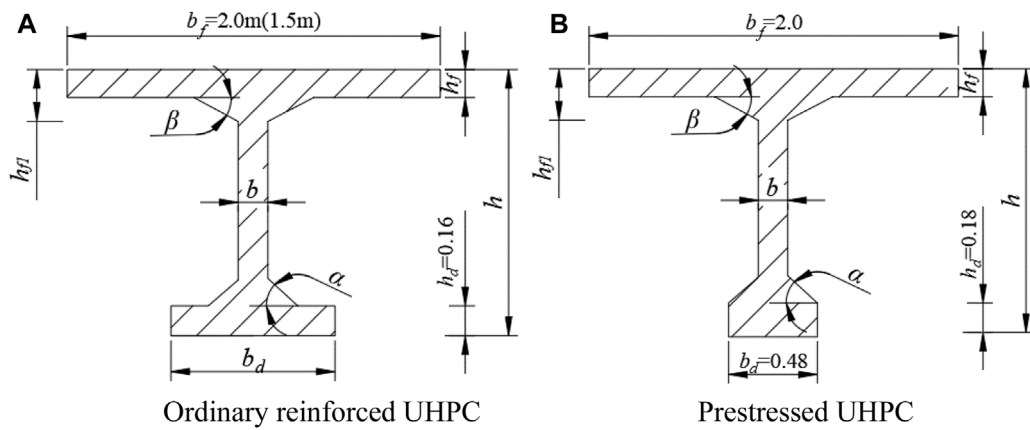 A
b_f=2.0m(1.5m)
h_f
β
h_f1
b
h
h_d=0.16
α
b_d
Ordinary reinforced UHPC
B
b_f=2.0
h_f
β
h_f1
b
h
h_d=0.18
α
b_d=0.48
Prestressed UHPC